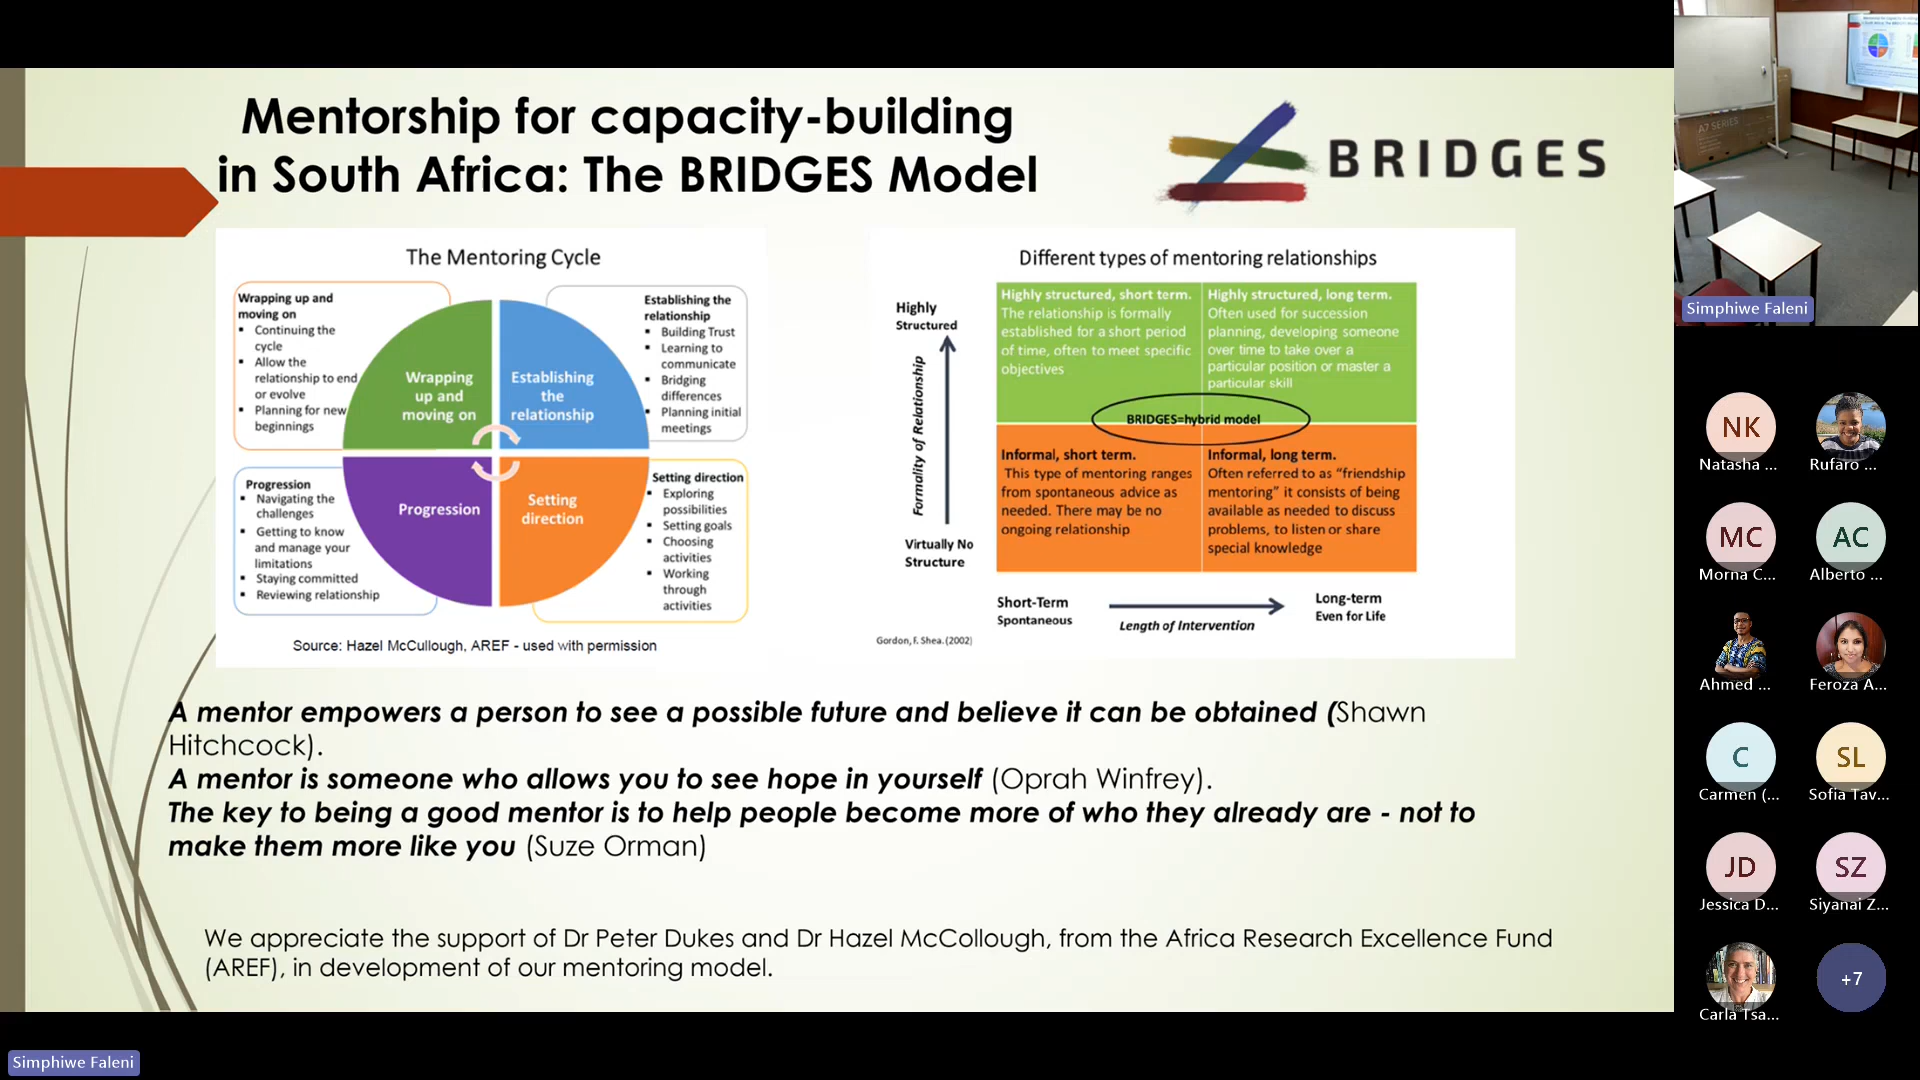 Mentorship for capacity-building
in South Africa: The BRIDGES Model
BRIDGES
The Mentoring Cycle
Wrapping up and
moving on
▪ Continuing the
cycle
▪ Allow the
relationship to end
or evolve
▪ Planning for new
beginnings
Wrapping
up and
moving on
Establishing
the
relationship
Establishing the
relationship
▪ Building Trust
▪ Learning to
communicate
▪ Bridging
differences
▪ Planning initial
meetings
Progression
▪ Navigating the
challenges
▪ Getting to know
and manage your
limitations
▪ Staying committed
▪ Reviewing relationship
Progression
Setting
direction
Setting direction
▪ Exploring
possibilities
▪ Setting goals
▪ Choosing
activities
▪ Working
through
activities
Source: Hazel McCullough, AREF - used with permission
Different types of mentoring relationships
Highly
Structured
Formality of Relationship
Virtually No
Structure
Highly structured, short term.
The relationship is formally
established for a short period
of time, often to meet specific
objectives
Highly structured, long term.
Often used for succession
planning, developing someone
over time to take over a
particular position or master a
particular skill
BRIDGES=hybrid model
Informal, short term.
This type of mentoring ranges
from spontaneous advice as
needed. There may be no
ongoing relationship
Informal, long term.
Often referred to as “friendship
mentoring” it consists of being
available as needed to discuss
problems, to listen or share
special knowledge
Short-Term
Spontaneous
Length of Intervention
Long-term
Even for Life
Gordon, F. Shea. (2002)
A mentor empowers a person to see a possible future and believe it can be obtained (Shawn
Hitchcock).
A mentor is someone who allows you to see hope in yourself (Oprah Winfrey).
The key to being a good mentor is to help people become more of who they already are - not to
make them more like you (Suze Orman)
We appreciate the support of Dr Peter Dukes and Dr Hazel McCollough, from the Africa Research Excellence Fund
(AREF), in development of our mentoring model.
Simphiwe Faleni
A7 SERIES
Simphiwe Faleni
NK
Natasha ...
Rufaro ...
MC
Morna C...
AC
Alberto ...
Ahmed ...
Feroza A...
C
Carmen (...
SL
Sofia Tav...
JD
Jessica D...
SZ
Siyanai Z...
Carla Tsa...
+7